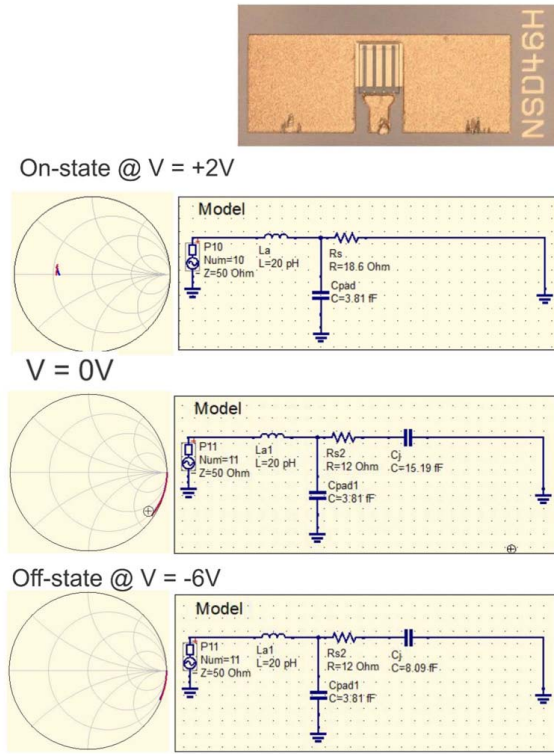 NSD46H
On-state @ V = +2V
Model
P10
Num=10
Z=50 Ohm
La
L=20 pH
Rs
R=18.6 Ohm
Cpad
C=3.81 fF
V = 0V
Model
P11
Num=11
Z=50 Ohm
La1
L=20 pH
Rs2
R=12 Ohm
Cj
C=15.19 fF
Cpad1
C=3.81 fF
Off-state @ V = -6V
Model
P11
Num=11
Z=50 Ohm
La1
L=20 pH
Rs2
R=12 Ohm
Cj
C=8.09 fF
Cpad1
C=3.81 fF